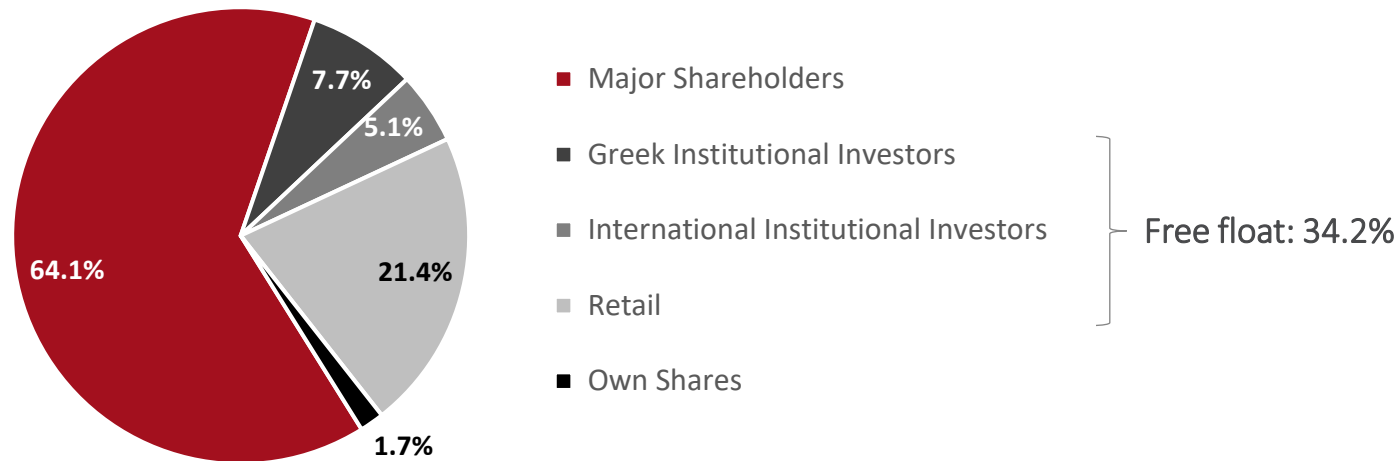 7.7%
5.1%
64.1%
21.4%
1.7%
Major Shareholders
Greek Institutional Investors
International Institutional Investors
Retail
Own Shares
Free float: 34.2%